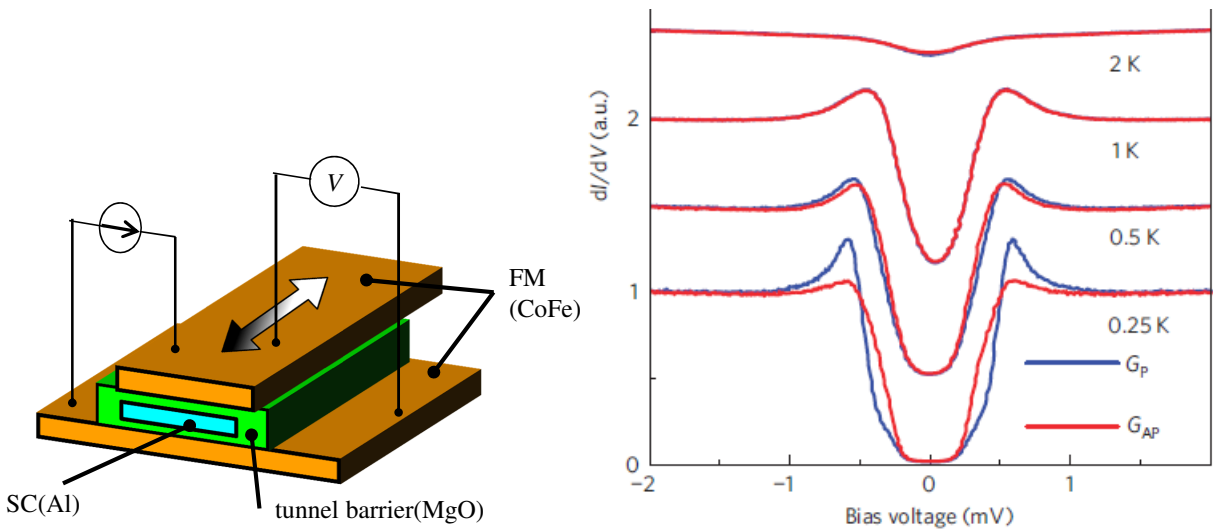 V
FM
(CoFe)
SC(Al)
tunnel barrier(MgO)
dI/dV (a.u.)
2
1
0
2 K
1 K
0.5 K
0.25 K
G_P
G_AP
−2
−1
0
1
Bias voltage (mV)